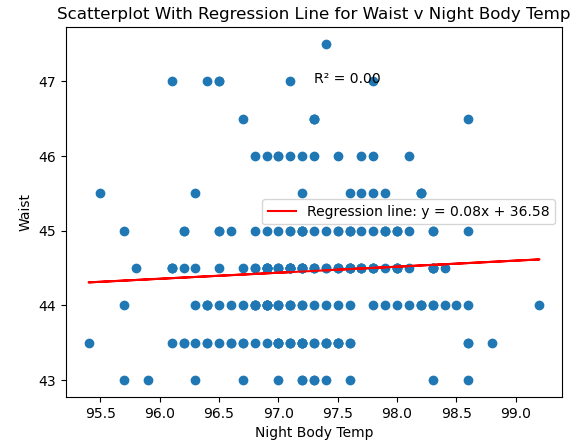 Scatterplot With Regression Line for Waist v Night Body Temp
R² = 0.00
47
46
Waist
Regression line: y = 0.08x + 36.58
45
44
43
95.5 96.0 96.5 97.0 97.5 98.0 98.5 99.0
Night Body Temp